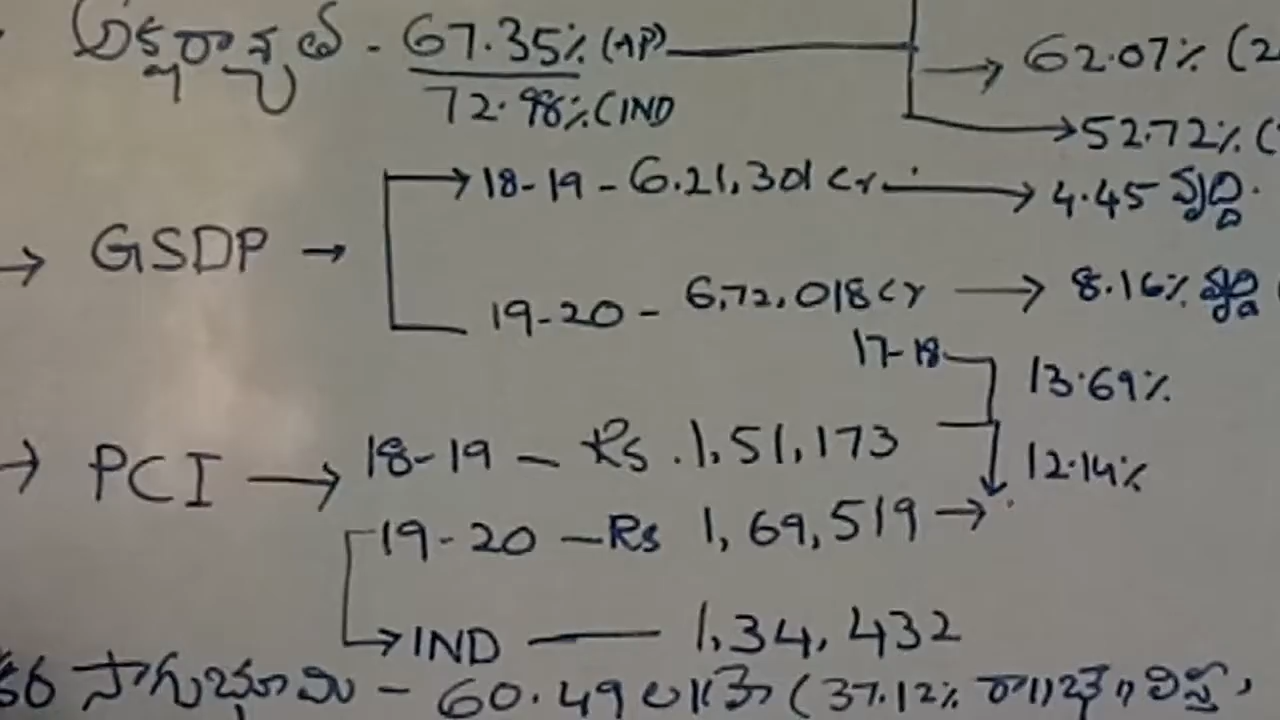 అక్షరాస్యత - 67.35% (AP) → 62.07% (2
72.98% (IND → 52.72% (
→ 18-19 - 6.21,301 Cr → 4.45 వృద్ధి.
→ GSDP →
19-20 - 6,72,018 Cr → 8.16% వృద్ధి
17-18 13.69%
→ PCI → 18-19 - Rs. 1,51,173
12.14%
19-20 - Rs 1,69,519 →
→ IND - 1,34,432
సాగుభూమి - 60.49 ల॥హె (37.12% రా॥భౌ॥విస్తీ,